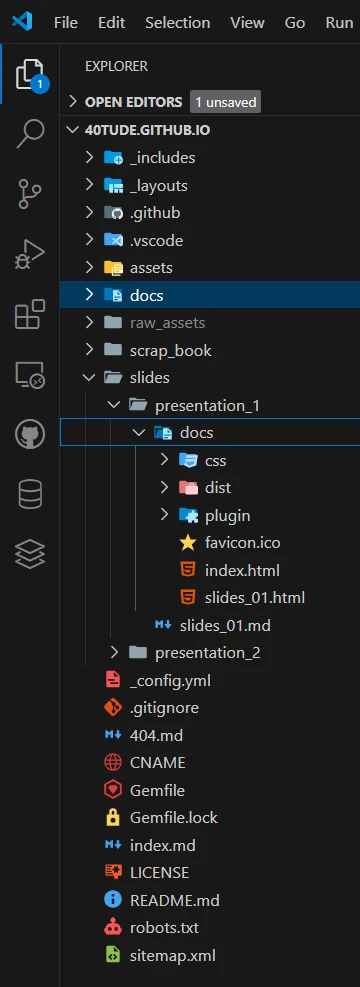 File Edit Selection View Go Run
EXPLORER
1
OPEN EDITORS 1 unsaved
40TUDE.GITHUB.IO
_includes
_layouts
.github
.vscode
assets
docs
raw_assets
scrap_book
slides
presentation_1
docs
css
dist
plugin
favicon.ico
index.html
slides_01.html
slides_01.md
presentation_2
_config.yml
.gitignore
404.md
CNAME
Gemfile
Gemfile.lock
index.md
LICENSE
README.md
robots.txt
sitemap.xml